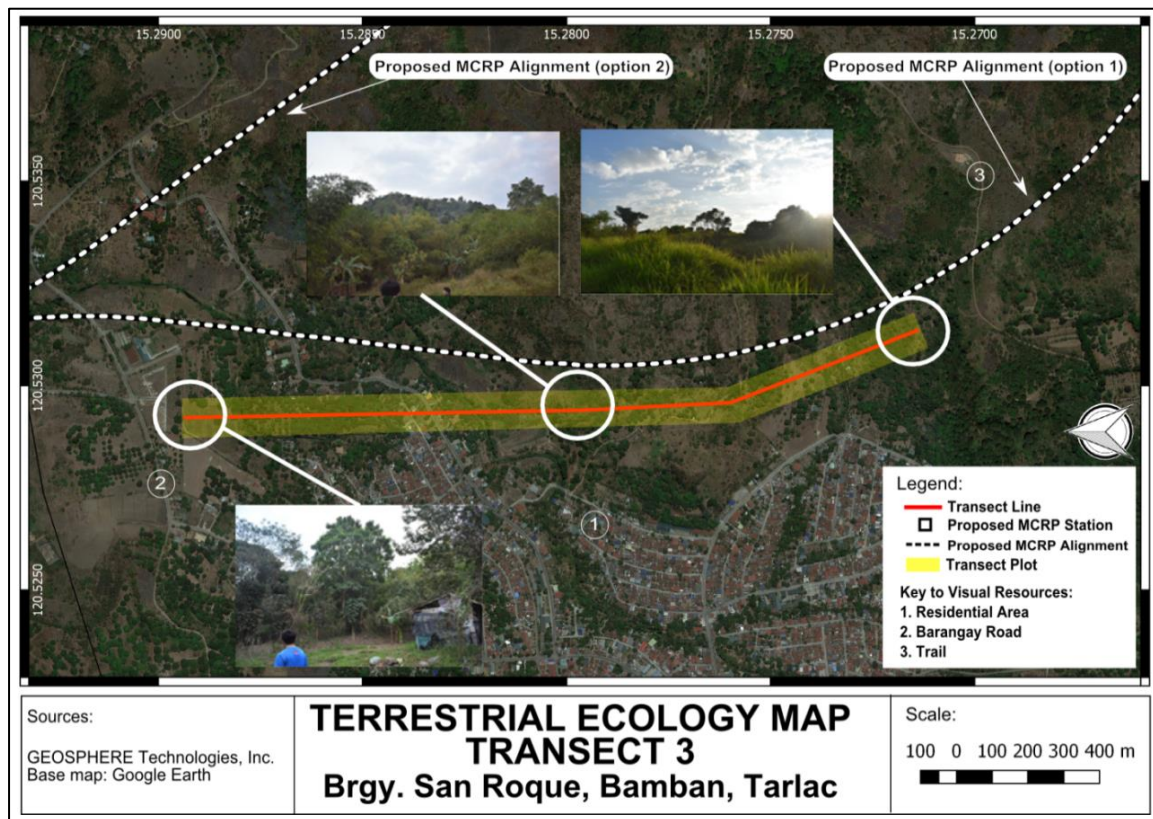 15.2900 15.2890 15.2800 15.2750 15.2700
Proposed MCRP Alignment (option 2)
Proposed MCRP Alignment (option 1)
120.5350
3
120.5300
2
1
120.5250
Legend:
Transect Line
Proposed MCRP Station
Proposed MCRP Alignment
Transect Plot
Key to Visual Resources:
1. Residential Area
2. Barangay Road
3. Trail
Sources:
GEOSPHERE Technologies, Inc.
Base map: Google Earth
TERRESTRIAL ECOLOGY MAP
TRANSECT 3
Brgy. San Roque, Bamban, Tarlac
Scale:
100 0 100 200 300 400 m